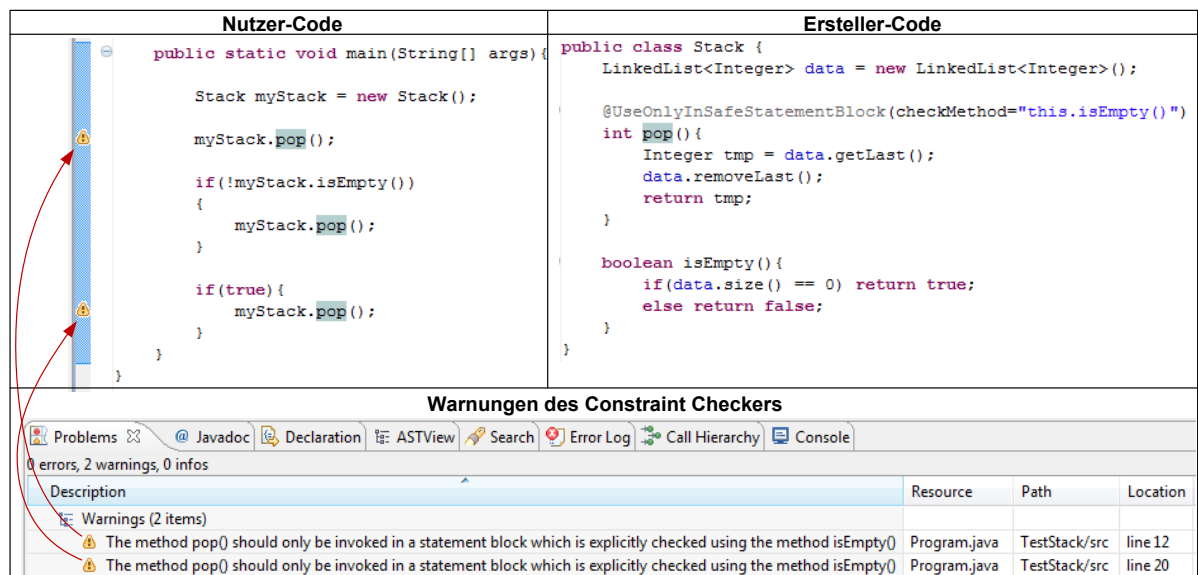 Nutzer-Code
public static void main(String[] args){
Stack myStack = new Stack();
myStack.pop();
if(!myStack.isEmpty())
{
myStack.pop();
}
if(true){
myStack.pop();
}
}
}
Ersteller-Code
public class Stack {
LinkedList<Integer> data = new LinkedList<Integer>();
@UseOnlyInSafeStatementBlock(checkMethod="this.isEmpty()")
int pop(){
Integer tmp = data.getLast();
data.removeLast();
return tmp;
}
boolean isEmpty(){
if(data.size() == 0) return true;
else return false;
}
}
Warnungen des Constraint Checkers
Problems @ Javadoc Declaration ASTView Search Error Log Call Hierarchy Console
0 errors, 2 warnings, 0 infos
Description Resource Path Location
Warnings (2 items)
The method pop() should only be invoked in a statement block which is explicitly checked using the method isEmpty() Program.java TestStack/src line 12
The method pop() should only be invoked in a statement block which is explicitly checked using the method isEmpty() Program.java TestStack/src line 20